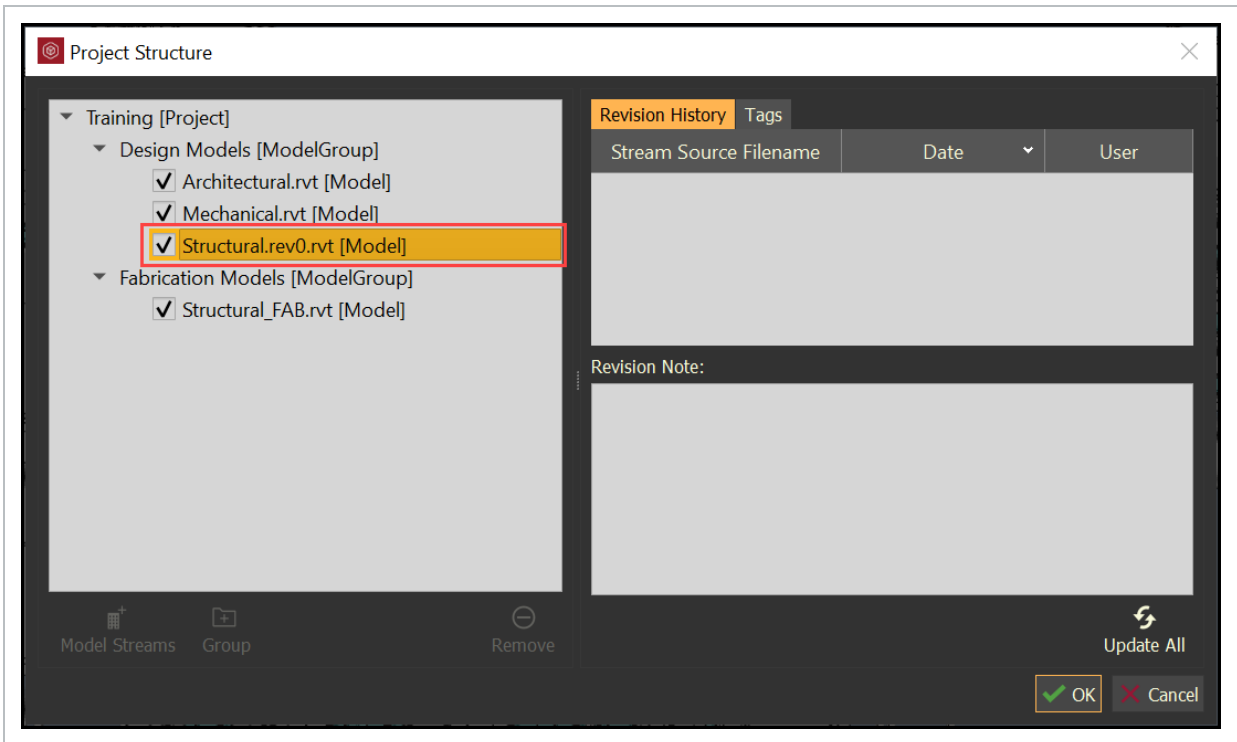 Project Structure
Training [Project]
Design Models [ModelGroup]
Architectural.rvt [Model]
Mechanical.rvt [Model]
Structural.rev0.rvt [Model]
Fabrication Models [ModelGroup]
Structural_FAB.rvt [Model]
Model Streams Group Remove
Revision History Tags
Stream Source Filename Date User
Revision Note:
Update All
OK Cancel